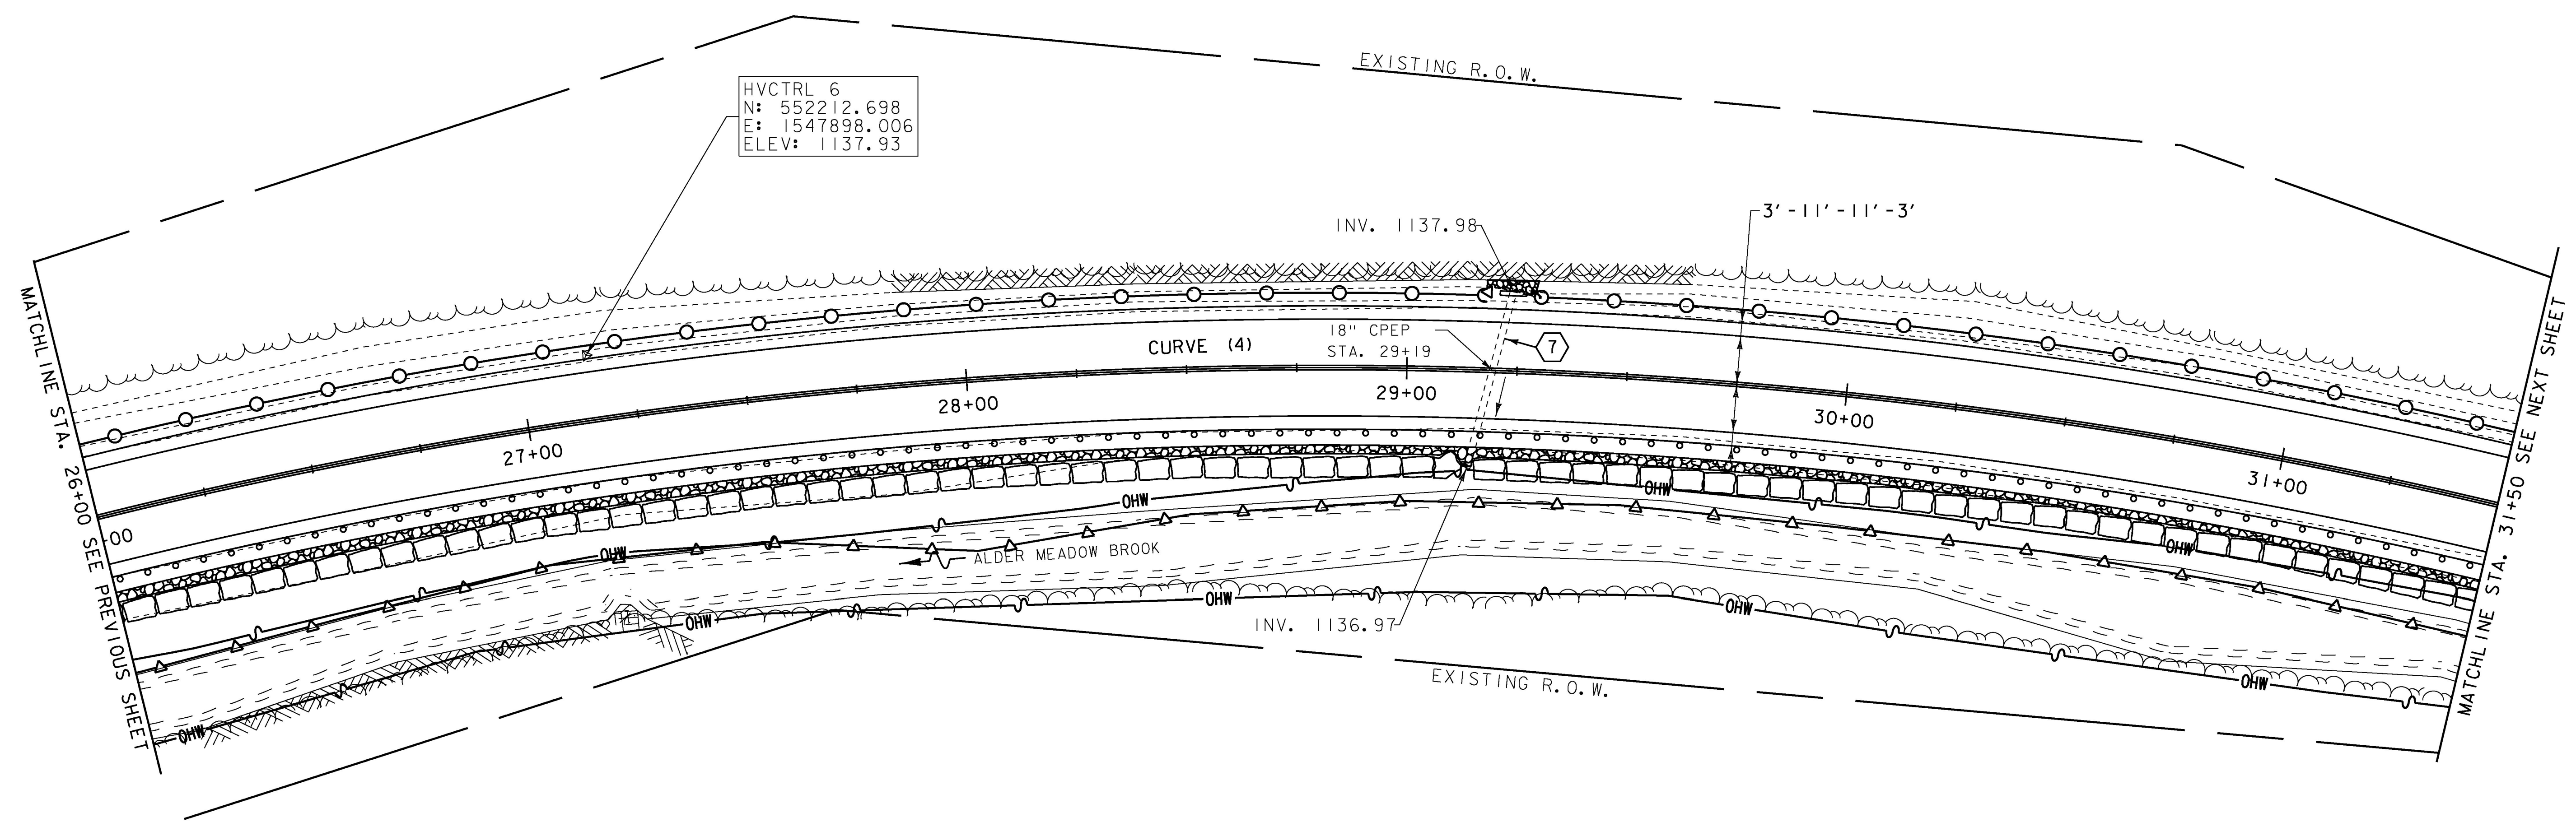 EXISTING R.O.W.
HVCTRL 6
N: 552212.698
E: 1547898.006
ELEV: 1137.93
3'-11'-11'-3'
INV. 1137.98
MATCHLINE STA. 26+00 SEE PREVIOUS SHEET
MATCHLINE STA. 31+50 SEE NEXT SHEET
18" CPEP
STA. 29+19
7
CURVE (4)
00
27+00
28+00
29+00
30+00
31+00
OHW
OHW
OHW
OHW
ALDER MEADOW BROOK
OHW
OHW
OHW
OHW
OHW
INV. 1136.97
EXISTING R.O.W.